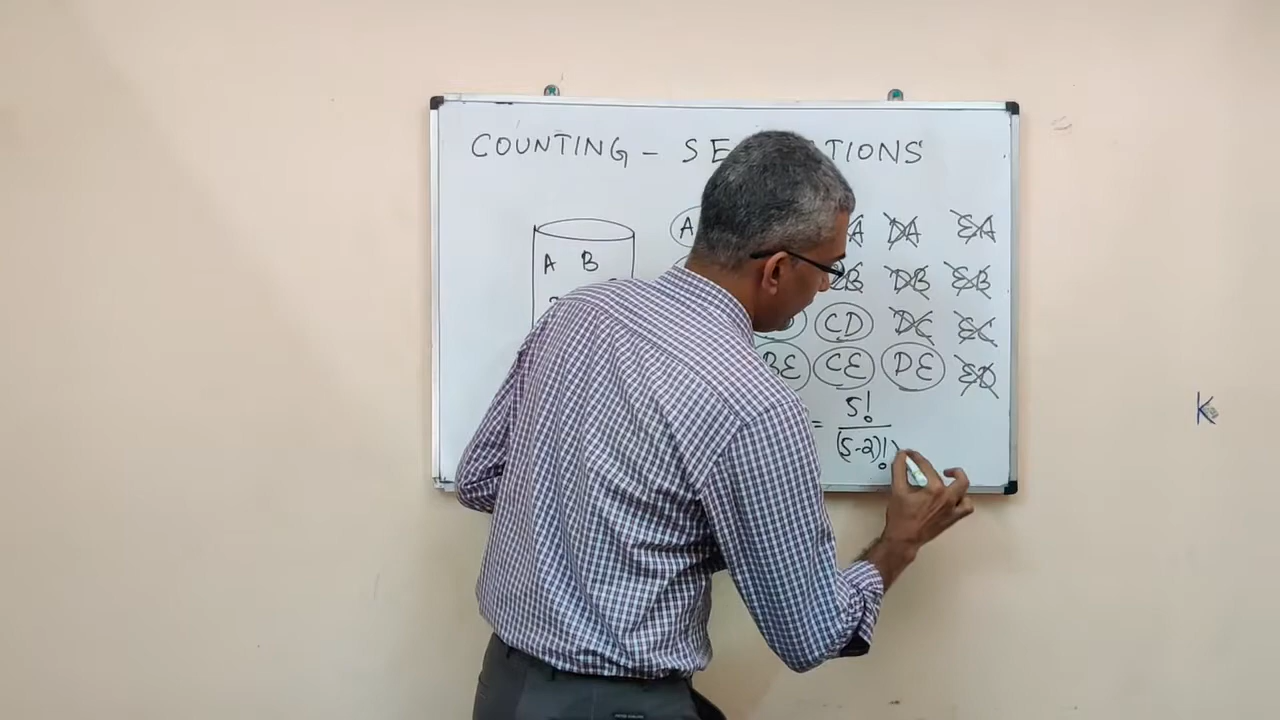 COUNTING - SE TIONS
A B A DA EA
B DB EB
CD DC EC
BE CE DE ED
= 5!
(5-2)!
K